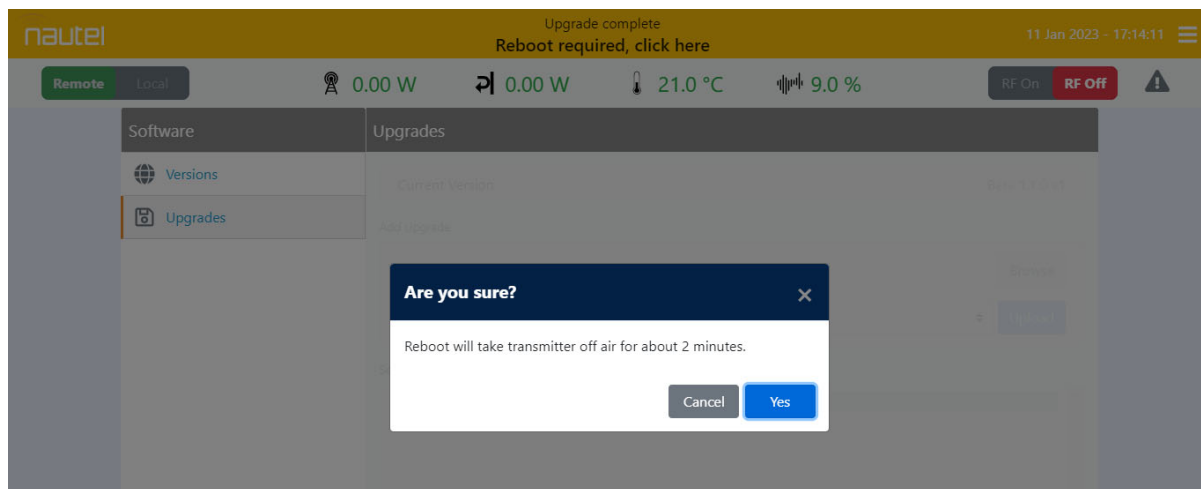 nautel
Upgrade complete
Reboot required, click here
11 Jan 2023 - 17:14:11
Remote
Local
0.00 W
0.00 W
21.0 °C
9.0 %
RF On
RF Off
Software
Upgrades
Versions
Upgrades
Current Version
Add upgrade
Browse
Upload
Are you sure?
Reboot will take transmitter off air for about 2 minutes.
Cancel
Yes